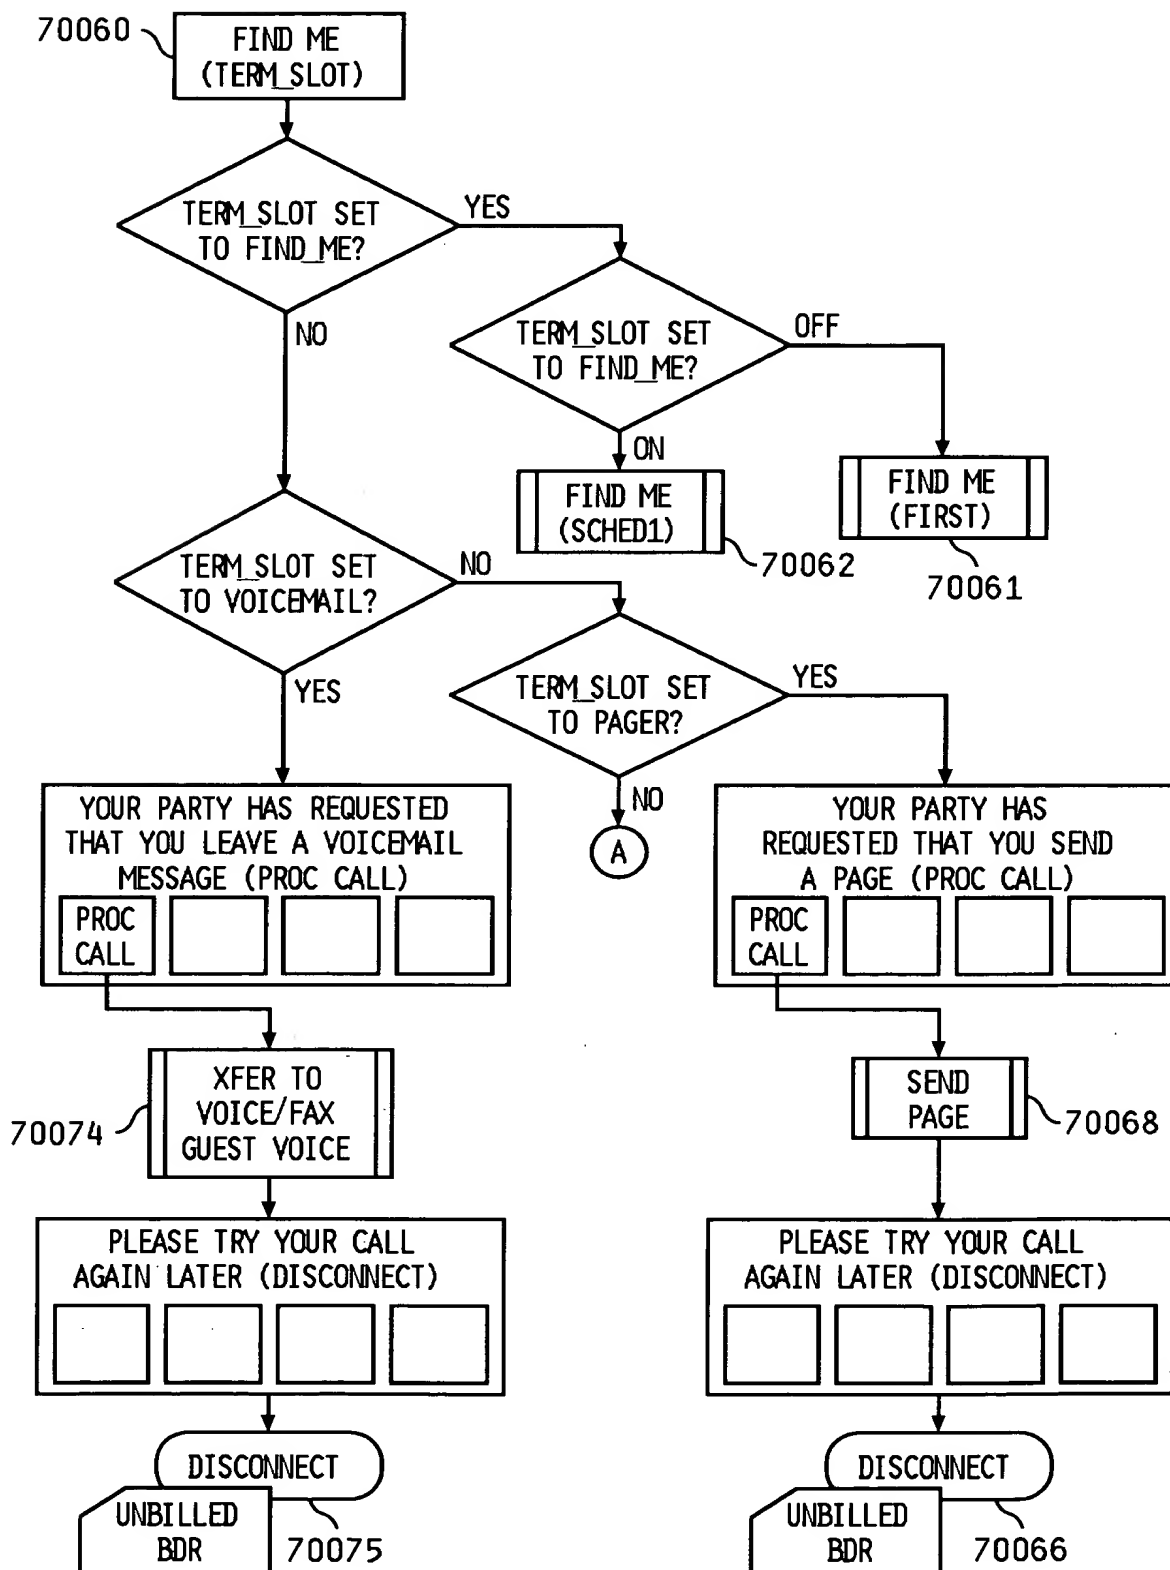 70060
FIND ME
(TERM_SLOT)
TERM_SLOT SET
TO FIND_ME?
YES
NO
TERM_SLOT SET
TO FIND_ME?
OFF
ON
FIND ME
(SCHED1)
70062
FIND ME
(FIRST)
70061
TERM_SLOT SET
TO VOICEMAIL?
NO
YES
TERM_SLOT SET
TO PAGER?
YES
NO
A
YOUR PARTY HAS REQUESTED
THAT YOU LEAVE A VOICEMAIL
MESSAGE (PROC CALL)
PROC
CALL
YOUR PARTY HAS
REQUESTED THAT YOU SEND
A PAGE (PROC CALL)
PROC
CALL
XFER TO
VOICE/FAX
GUEST VOICE
70074
SEND
PAGE
70068
PLEASE TRY YOUR CALL
AGAIN LATER (DISCONNECT)
PLEASE TRY YOUR CALL
AGAIN LATER (DISCONNECT)
DISCONNECT
UNBILLED
BDR
70075
DISCONNECT
UNBILLED
BDR
70066